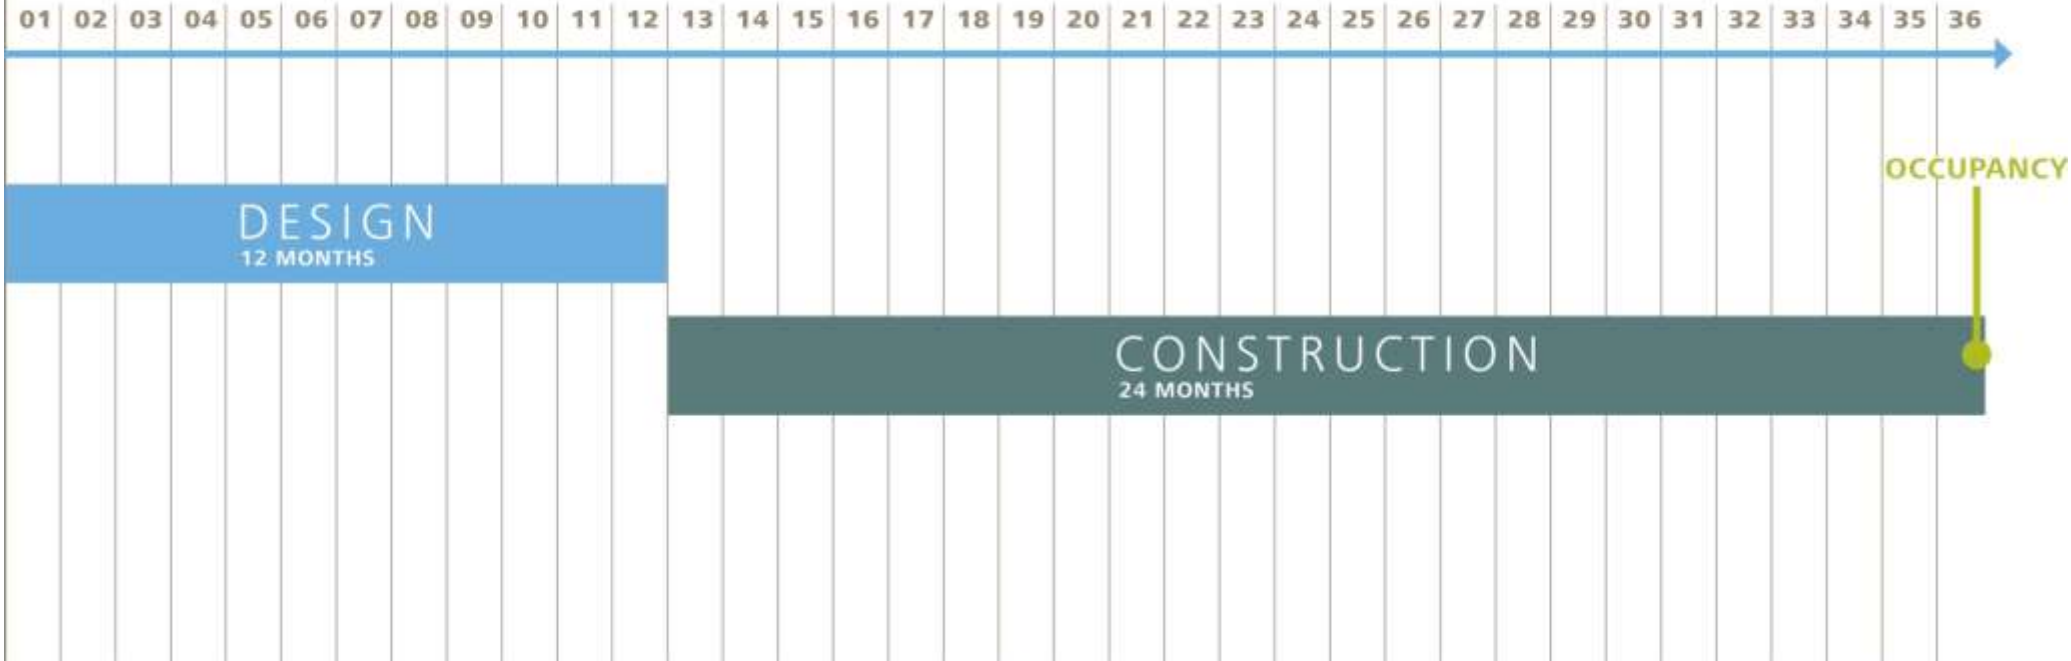 01 02 03 04 05 06 07 08 09 10 11 12 13 14 15 16 17 18 19 20 21 22 23 24 25 26 27 28 29 30 31 32 33 34 35 36
OCCUPANCY
DESIGN
12 MONTHS
CONSTRUCTION
24 MONTHS